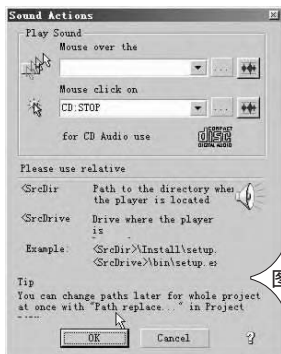 Sound Actions
Play Sound
Mouse over the
...
Mouse click on
CD:STOP
...
for CD Audio use
COMPACT
disc
DIGITAL AUDIO
Please use relative
<SrcDir Path to the directory
the player is located
<SrcDrive Drive where the player
is
Example: <SrcDir>\Install\setup.
<SrcDrive>\bin\setup.ex
Tip
You can change paths later for whole project
at once with "Path replace..." in Project
OK Cancel ?
图